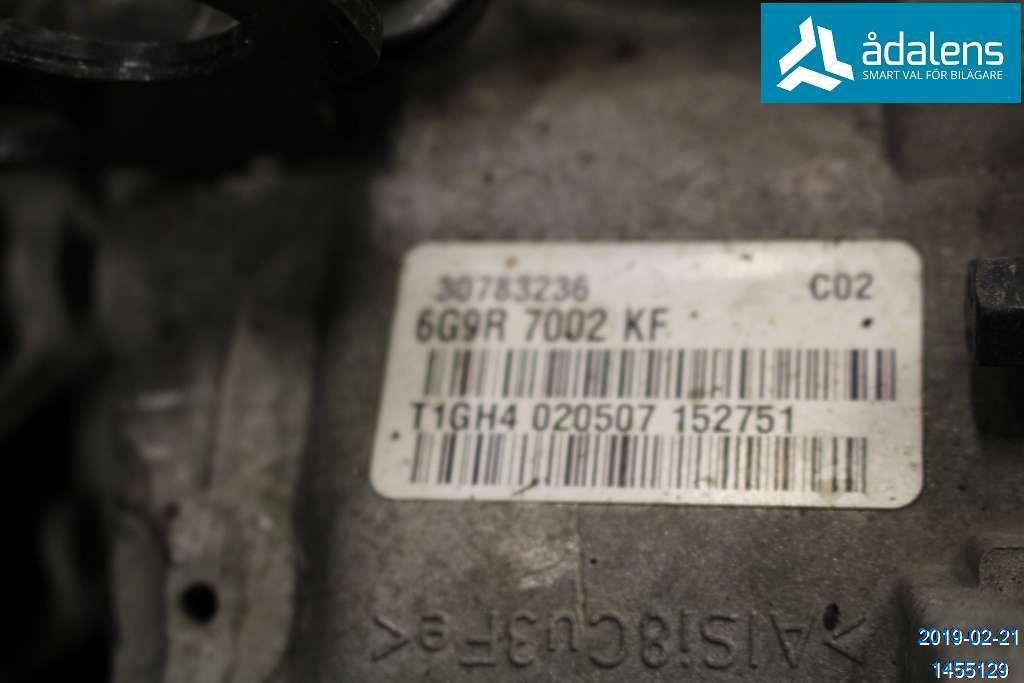 ådalens
SMART VAL FÖR BILÄGARE
30783236 C02
6G9R 7002 KF
T1GH4 020507 152751
>AlSi8Cu3Fe<
2019-02-21
1455129